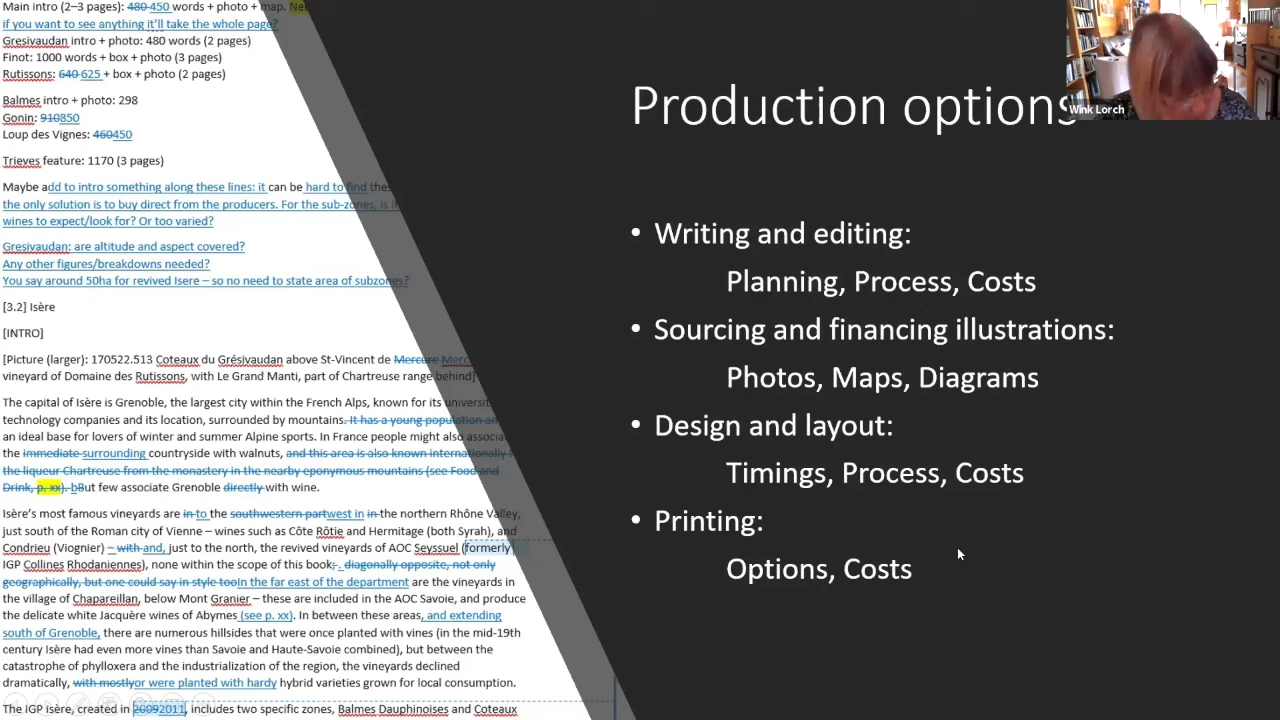 Main intro (2–3 pages): 480 450 words + photo + map. Ne
if you want to see anything it'll take the whole page?
Gresivaudan intro + photo: 480 words (2 pages)
Finot: 1000 words + box + photo (3 pages)
Rutissons: 640 625 + box + photo (2 pages)
Balmes intro + photo: 298
Gonin: 910850
Loup des Vignes: 460450
Trieves feature: 1170 (3 pages)
Maybe add to intro something along these lines: it can be hard to find thes
the only solution is to buy direct from the producers. For the sub-zones, is
wines to expect/look for? Or too varied?
Gresivaudan: are altitude and aspect covered?
Any other figures/breakdowns needed?
You say around 50ha for revived Isere – so no need to state area of subzones?
[3.2] Isère
[INTRO]
[Picture (larger): 170522.513 Coteaux du Grésivaudan above St-Vincent de Mercure Merc
vineyard of Domaine des Rutissons, with Le Grand Manti, part of Chartreuse range behind]
The capital of Isère is Grenoble, the largest city within the French Alps, known for its universit
technology companies and its location, surrounded by mountains. It has a young population an
an ideal base for lovers of winter and summer Alpine sports. In France people might also associa
the immediate surrounding countryside with walnuts, and this area is also known internationally
the liqueur Chartreuse from the monastery in the nearby eponymous mountains (see Food and
Drink, p. xx). bBut few associate Grenoble directly with wine.
Isère's most famous vineyards are in to the southwestern partwest in in the northern Rhône Valley,
just south of the Roman city of Vienne – wines such as Côte Rôtie and Hermitage (both Syrah), and
Condrieu (Viognier) – with and, just to the north, the revived vineyards of AOC Seyssuel (formerly
IGP Collines Rhodaniennes), none within the scope of this book; . diagonally opposite, not only
geographically, but one could say in style tooIn the far east of the department are the vineyards in
the village of Chapareillan, below Mont Granier – these are included in the AOC Savoie, and produce
the delicate white Jacquère wines of Abymes (see p. xx). In between these areas, and extending
south of Grenoble, there are numerous hillsides that were once planted with vines (in the mid-19th
century Isère had even more vines than Savoie and Haute-Savoie combined), but between the
catastrophe of phylloxera and the industrialization of the region, the vineyards declined
dramatically, with mostlyor were planted with hardy hybrid varieties grown for local consumption.
The IGP Isère, created in 20092011, includes two specific zones, Balmes Dauphinoises and Coteaux
Production options
Wink Lorch
• Writing and editing:
Planning, Process, Costs
• Sourcing and financing illustrations:
Photos, Maps, Diagrams
• Design and layout:
Timings, Process, Costs
• Printing:
Options, Costs